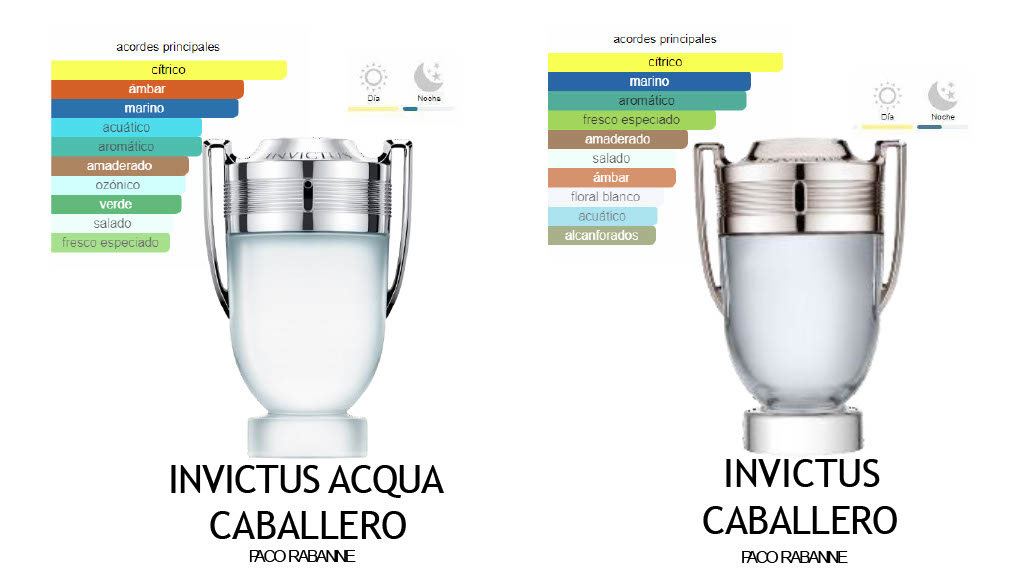 acordes principales
cítrico
ámbar
marino
acuático
aromático
amaderado
ozónico
verde
salado
fresco especiado
Día
Noche
INVICTUS
INVICTUS ACQUA
CABALLERO
PACO RABANNE
acordes principales
cítrico
marino
aromático
fresco especiado
amaderado
salado
ámbar
floral blanco
acuático
alcanforados
Día
Noche
INVICTUS
INVICTUS
CABALLERO
PACO RABANNE